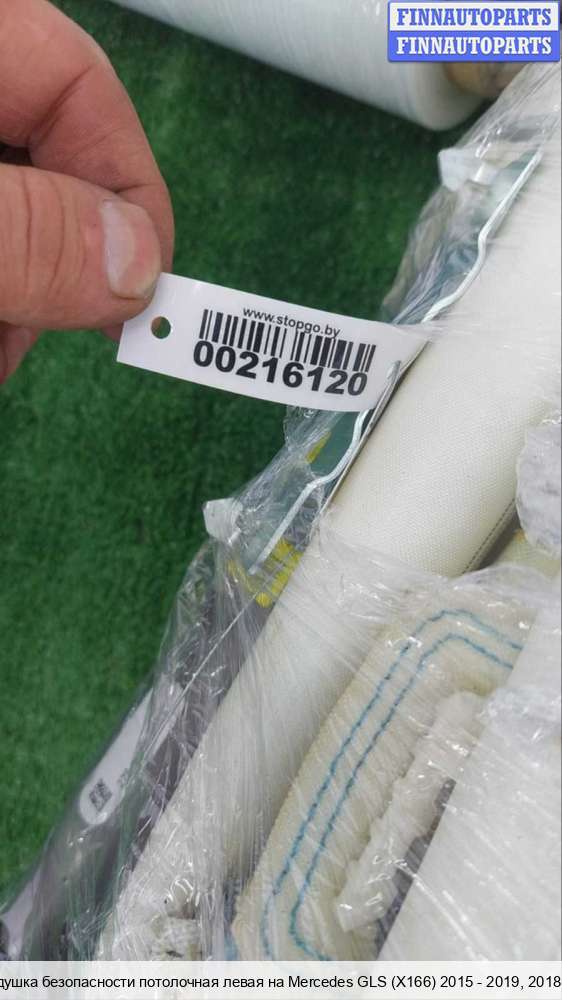 FINNAUTOPARTS
FINNAUTOPARTS
www.stopgo.by
00216120
душка безопасности потолочная левая на Mercedes GLS (X166) 2015 - 2019, 2018